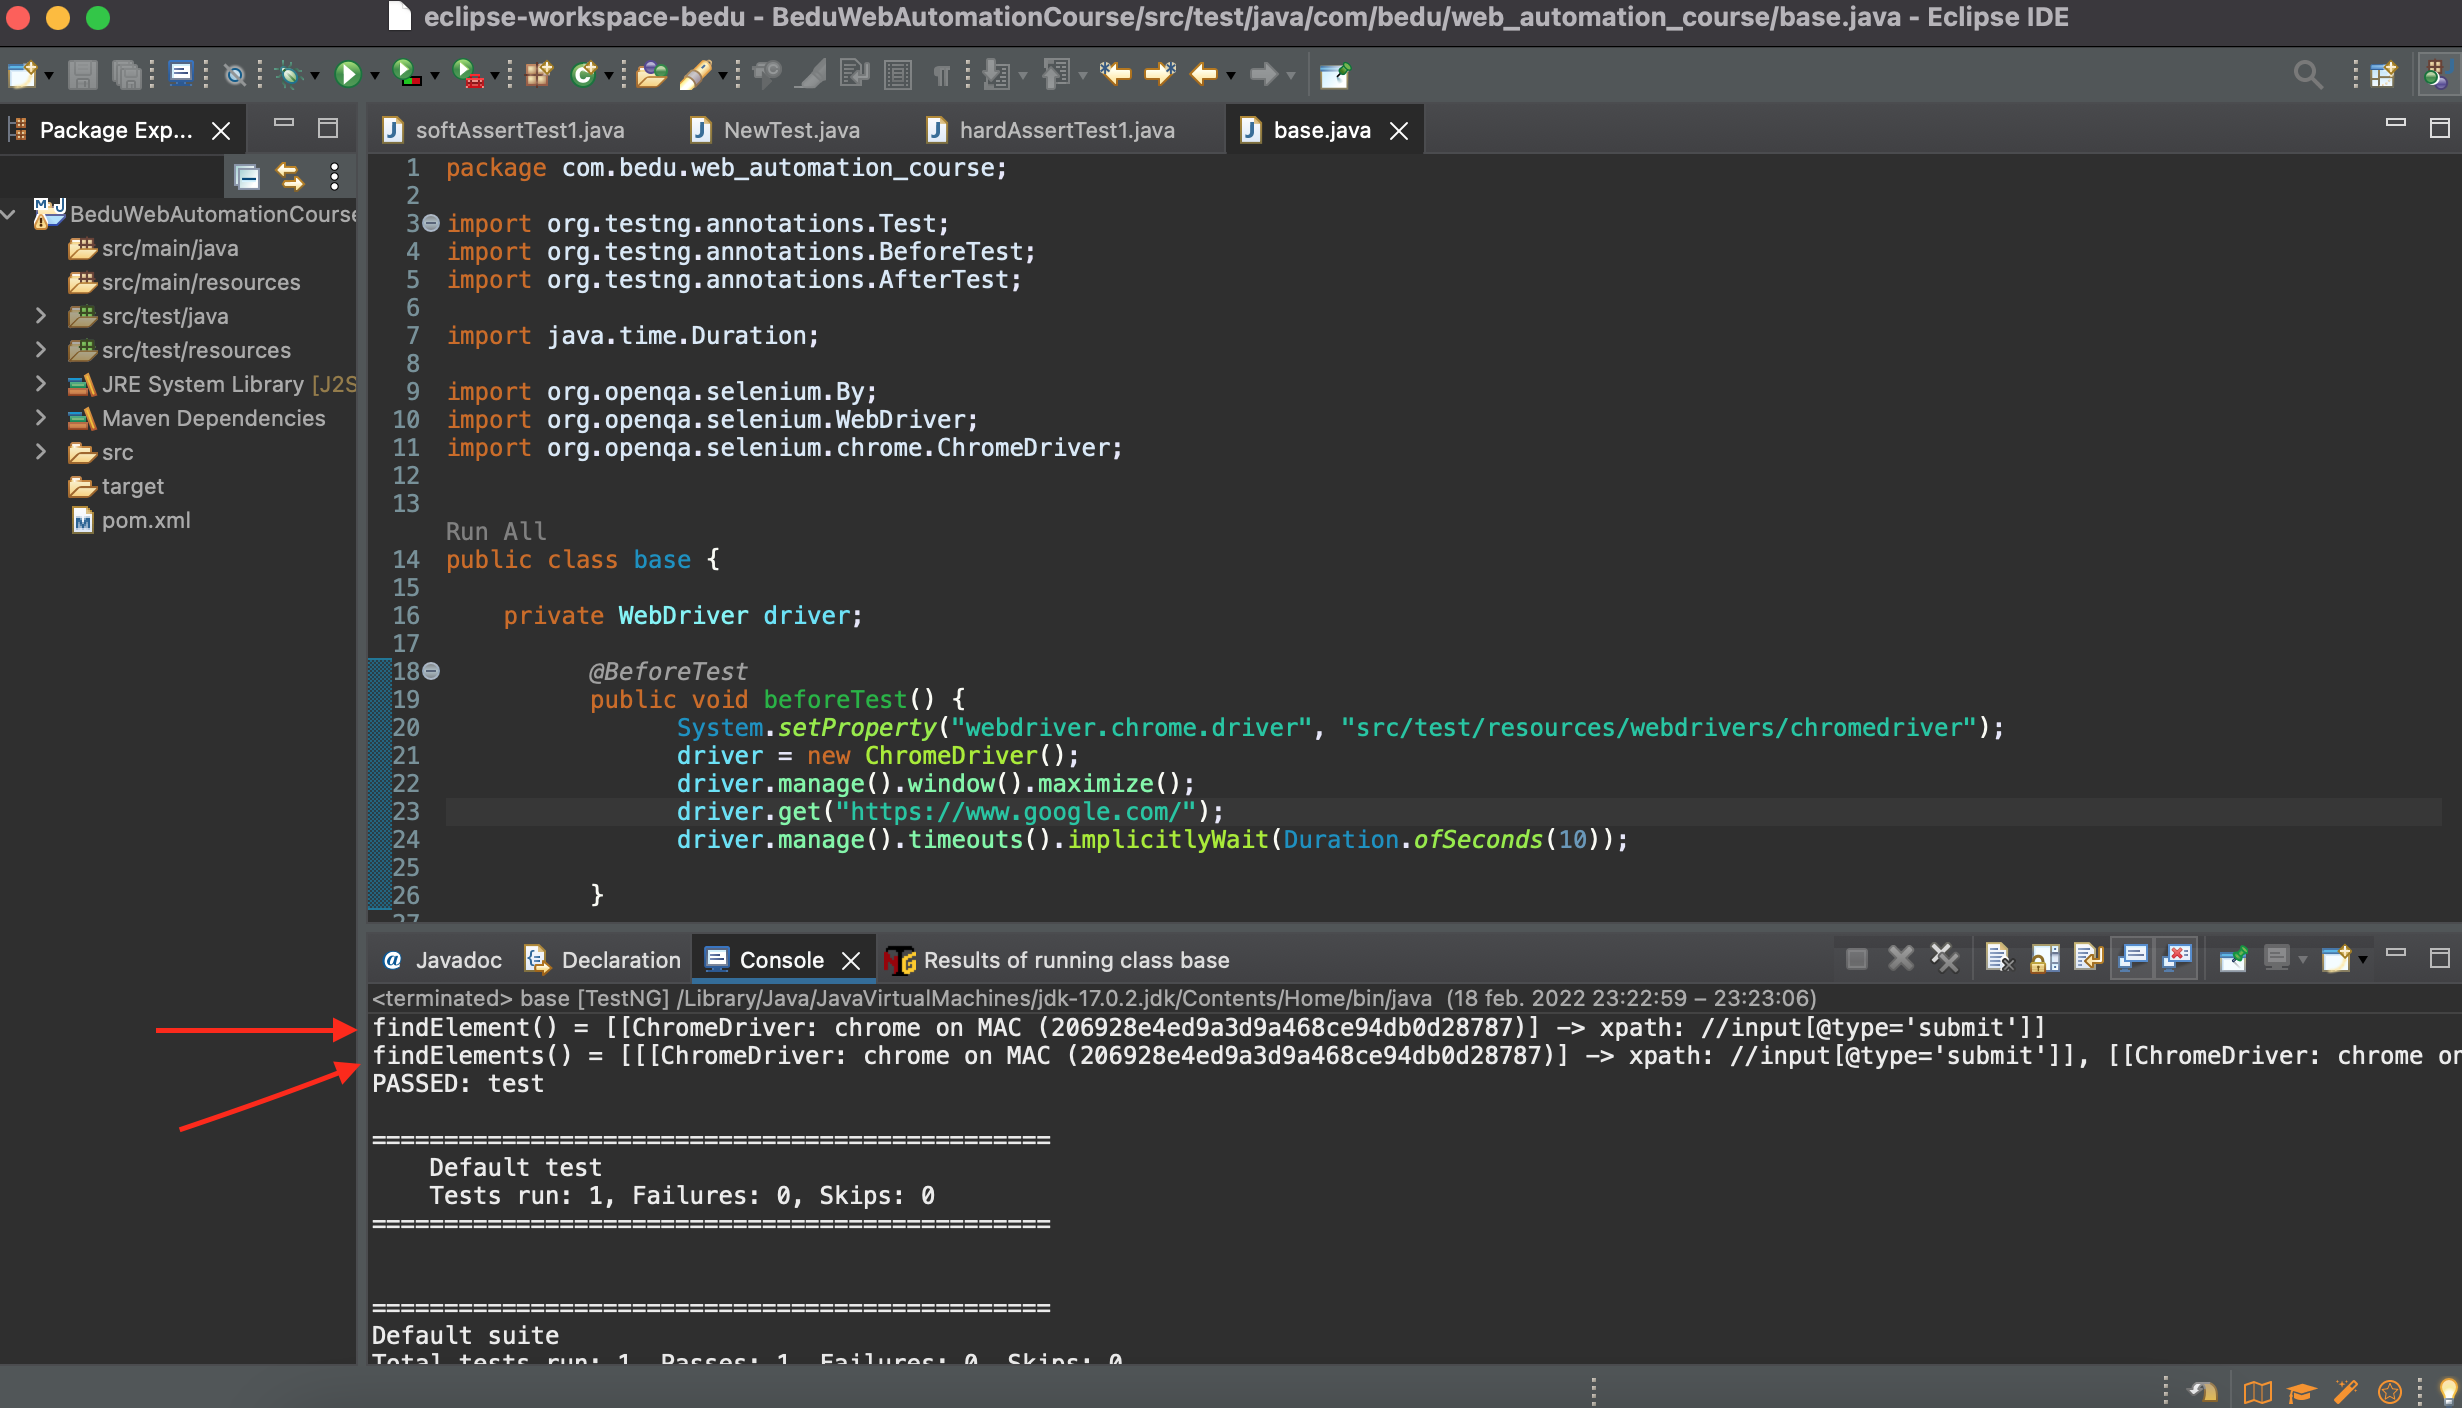 eclipse-workspace-bedu - BeduWebAutomationCourse/src/test/java/com/bedu/web_automation_course/base.java - Eclipse IDE
Package Exp...
BeduWebAutomationCourse
src/main/java
src/main/resources
src/test/java
src/test/resources
JRE System Library [J2S
Maven Dependencies
src
target
pom.xml
softAssertTest1.java
NewTest.java
hardAssertTest1.java
base.java
1 package com.bedu.web_automation_course;
2
3 import org.testng.annotations.Test;
4 import org.testng.annotations.BeforeTest;
5 import org.testng.annotations.AfterTest;
6
7 import java.time.Duration;
8
9 import org.openqa.selenium.By;
10 import org.openqa.selenium.WebDriver;
11 import org.openqa.selenium.chrome.ChromeDriver;
12
13
Run All
14 public class base {
15
16 private WebDriver driver;
17
18 @BeforeTest
19 public void beforeTest() {
20 System.setProperty("webdriver.chrome.driver", "src/test/resources/webdrivers/chromedriver");
21 driver = new ChromeDriver();
22 driver.manage().window().maximize();
23 driver.get("https://www.google.com/");
24 driver.manage().timeouts().implicitlyWait(Duration.ofSeconds(10));
25
26 }
27
@ Javadoc
Declaration
Console
Results of running class base
<terminated> base [TestNG] /Library/Java/JavaVirtualMachines/jdk-17.0.2.jdk/Contents/Home/bin/java (18 feb. 2022 23:22:59 – 23:23:06)
findElement() = [[ChromeDriver: chrome on MAC (206928e4ed9a3d9a468ce94db0d28787)] -> xpath: //input[@type='submit']]
findElements() = [[[ChromeDriver: chrome on MAC (206928e4ed9a3d9a468ce94db0d28787)] -> xpath: //input[@type='submit']], [[ChromeDriver: chrome on
PASSED: test
===============================================
Default test
Tests run: 1, Failures: 0, Skips: 0
===============================================
===============================================
Default suite
Total tests run: 1, Passes: 1, Failures: 0, Skips: 0